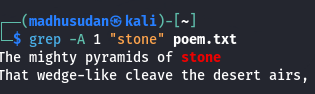 ┌──(madhusudan㉿kali)-[~]
└─$ grep -A 1 "stone" poem.txt
The mighty pyramids of stone
That wedge-like cleave the desert airs,